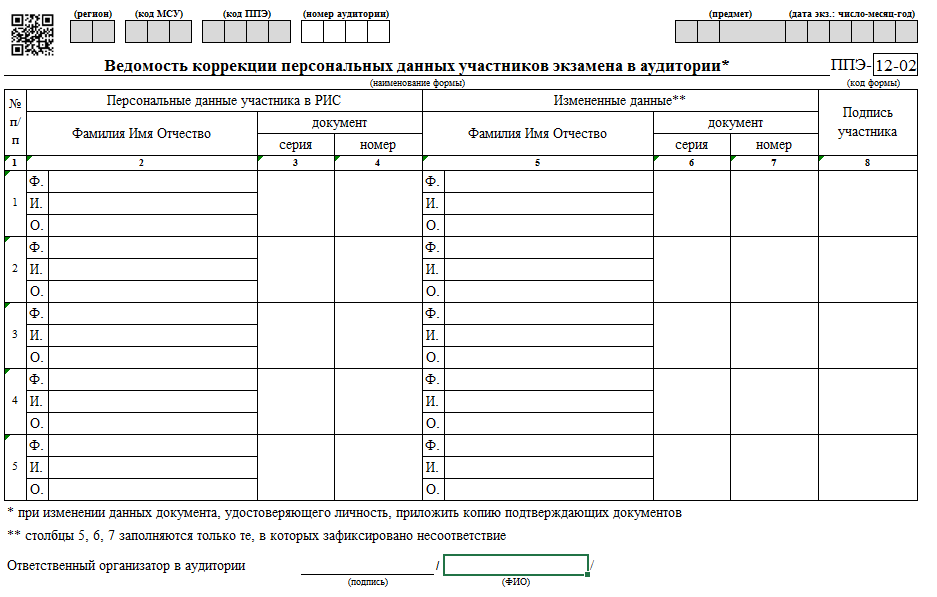 (регион) (код МСУ) (код ППЭ) (номер аудитории) (предмет) (дата экз.: число-месяц-год)
Ведомость коррекции персональных данных участников экзамена в аудитории* ППЭ- 12-02
(наименование формы) (код формы)
№ п/п Персональные данные участника в РИС Измененные данные** Подпись участника
Фамилия Имя Отчество документ Фамилия Имя Отчество документ
серия номер серия номер
1 2 3 4 5 6 7 8
1 Ф. Ф.
И. И.
О. О.
2 Ф. Ф.
И. И.
О. О.
3 Ф. Ф.
И. И.
О. О.
4 Ф. Ф.
И. И.
О. О.
5 Ф. Ф.
И. И.
О. О.
* при изменении данных документа, удостоверяющего личность, приложить копию подтверждающих документов
** столбцы 5, 6, 7 заполняются только те, в которых зафиксировано несоответствие
Ответственный организатор в аудитории / /
(подпись) (ФИО)